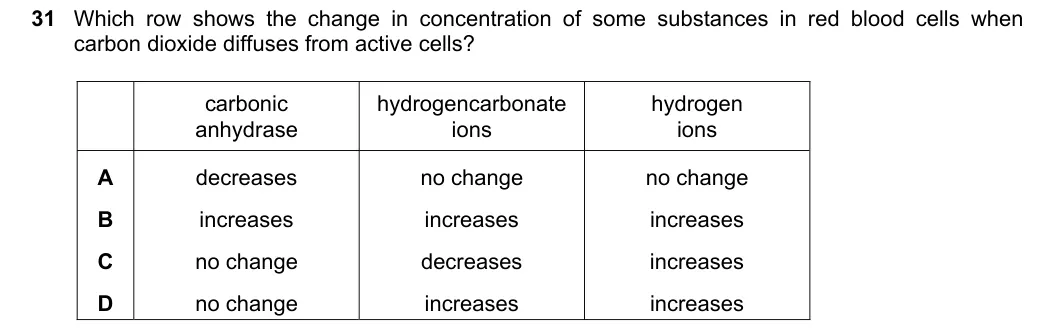 31 Which row shows the change in concentration of some substances in red blood cells when
carbon dioxide diffuses from active cells?
carbonic anhydrase hydrogencarbonate ions hydrogen ions
A decreases no change no change
B increases increases increases
C no change decreases increases
D no change increases increases